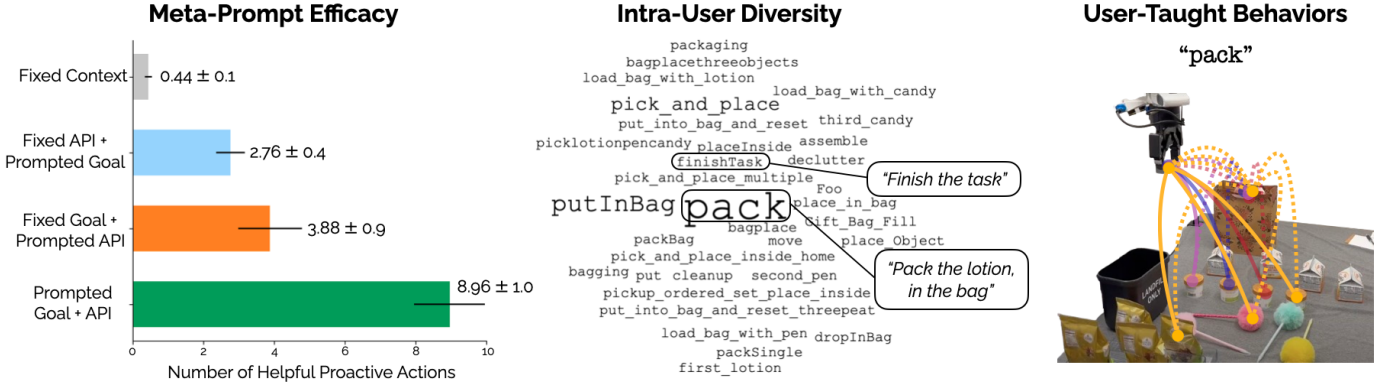 Meta-Prompt Efficacy
Fixed Context
0.44 ± 0.1
Fixed API +
Prompted Goal
2.76 ± 0.4
Fixed Goal +
Prompted API
3.88 ± 0.9
Prompted
Goal + API
8.96 ± 1.0
0 2 4 6 8 10
Number of Helpful Proactive Actions
Intra-User Diversity
packaging
bagplacethreeobjects
load_bag_with_lotion
load_bag_with_candy
pick_and_place
put_into_bag_and_reset third_candy
picklotionpencandy placeInside assemble
finishTask declutter
"Finish the task"
pick_and_place_multiple
Foo
putInBag pack place_in_bag
Gift_Bag_Fill
bagplace
packBag move place_Object
pick_and_place_inside_home
"Pack the lotion,
in the bag"
bagging put cleanup second_pen
pickup_ordered_set_place_inside
put_into_bag_and_reset_threepeat
load_bag_with_pen dropInBag
packSingle
first_lotion
User-Taught Behaviors
"pack"
LANDFILL
ONLY